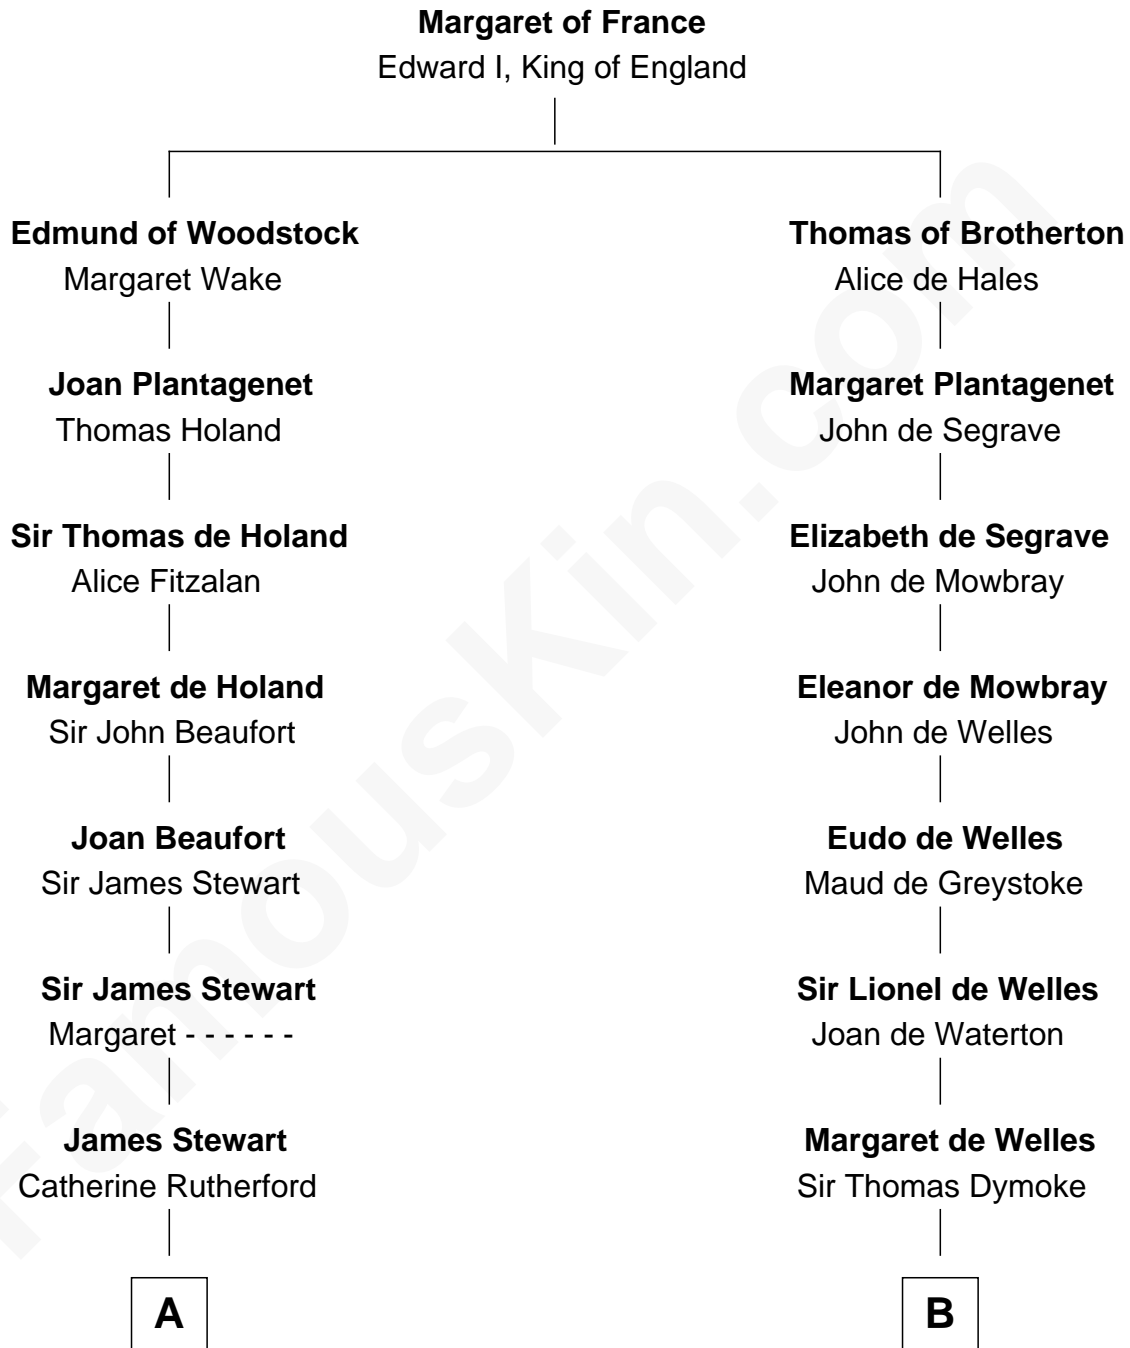 Margaret of France
Edward I, King of England
Edmund of Woodstock
Margaret Wake
Thomas of Brotherton
Alice de Hales
Joan Plantagenet
Thomas Holand
Margaret Plantagenet
John de Segrave
Sir Thomas de Holand
Alice Fitzalan
Elizabeth de Segrave
John de Mowbray
Margaret de Holand
Sir John Beaufort
Eleanor de Mowbray
John de Welles
Joan Beaufort
Sir James Stewart
Eudo de Welles
Maud de Greystoke
Sir James Stewart
Margaret - - - - - -
Sir Lionel de Welles
Joan de Waterton
James Stewart
Catherine Rutherford
Margaret de Welles
Sir Thomas Dymoke
A
B
FamousKin.com